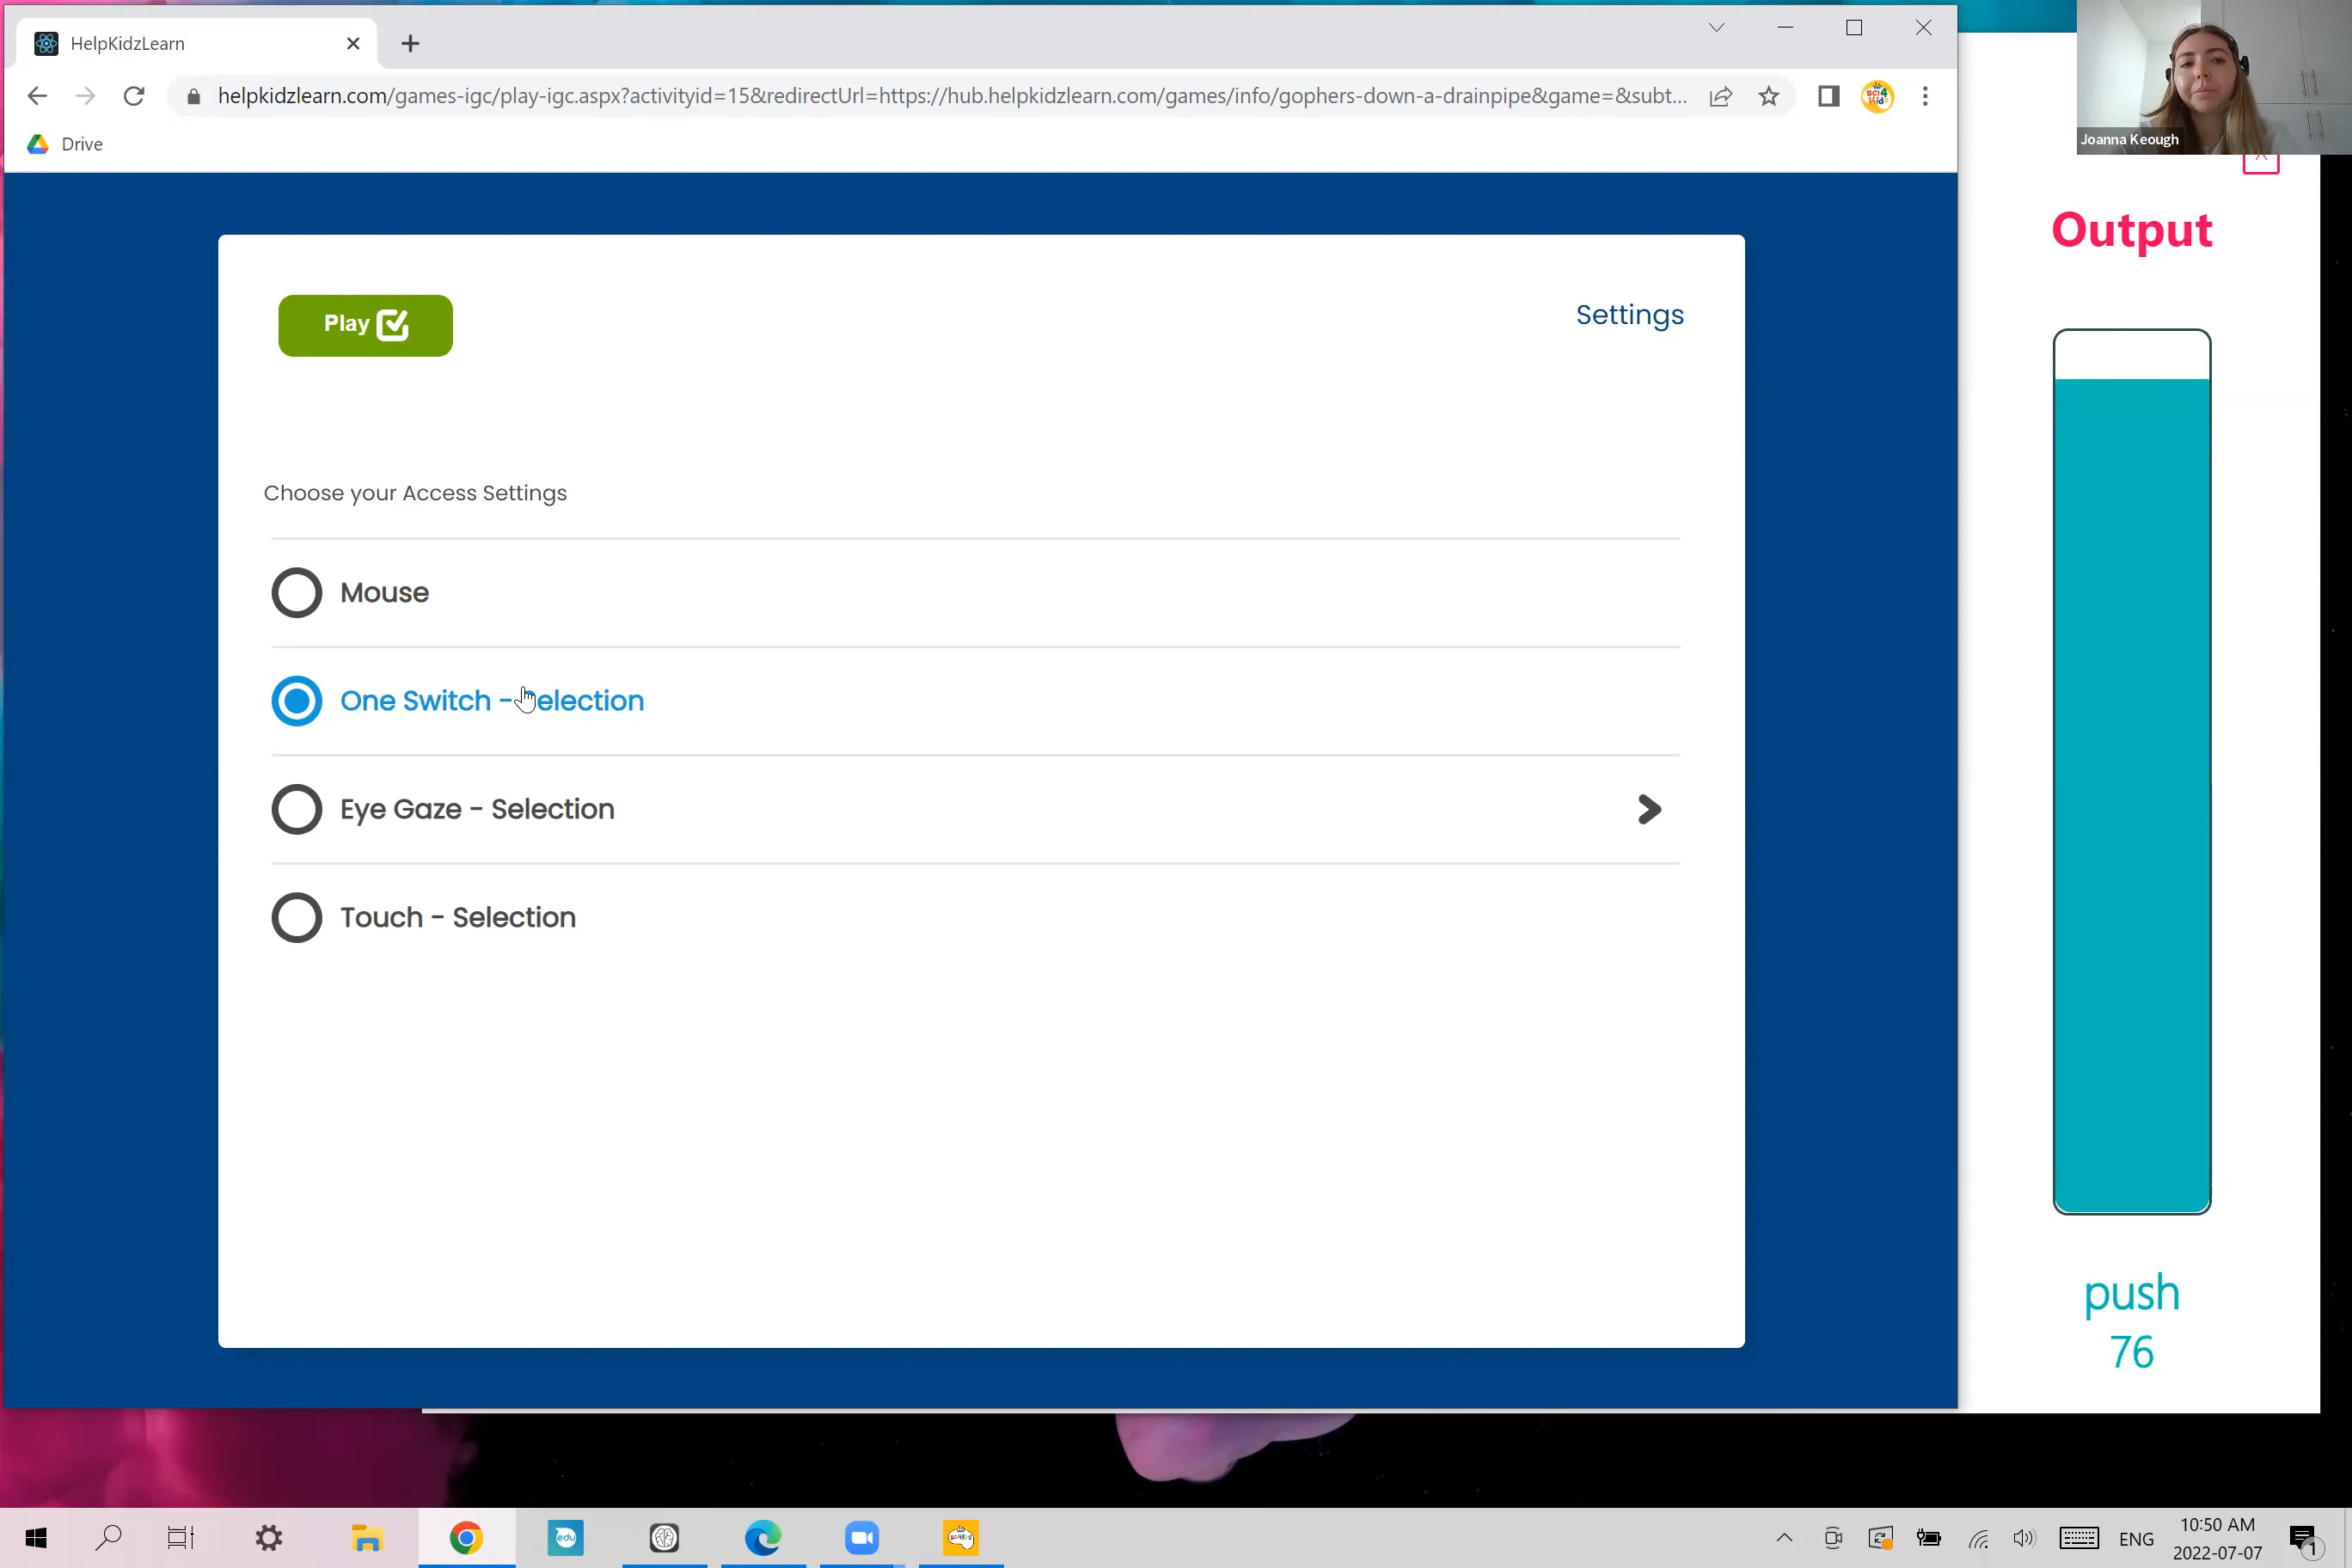 HelpKidzLearn
helpkidzlearn.com/games-igc/play-igc.aspx?activityid=15&redirectUrl=https://hub.helpkidzlearn.com/games/info/gophers-down-a-drainpipe&game=&subt...
Drive
Joanna Keough
Output
Play
Settings
Choose your Access Settings
Mouse
One Switch - Selection
Eye Gaze - Selection
Touch - Selection
push
76
edu
ENG
10:50 AM
2022-07-07
1